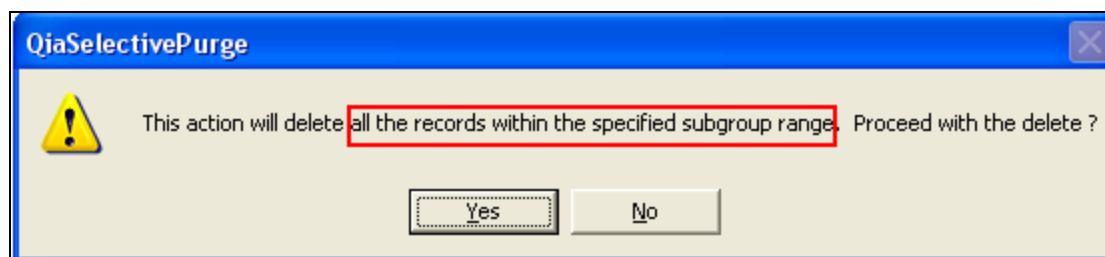 QiaSelectivePurge
This action will delete all the records within the specified subgroup range.  Proceed with the delete ?
Yes
No